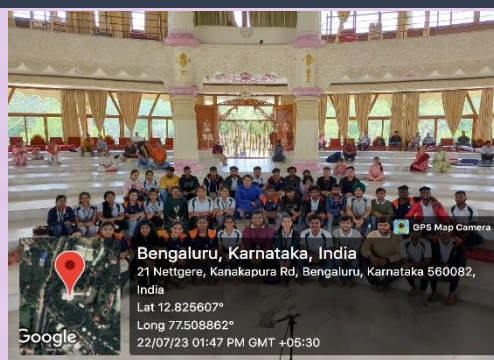 GPS Map Camera
Bengaluru, Karnataka, India
21 Nettgere, Kanakapura Rd, Bengaluru, Karnataka 560082,
India
Lat 12.825607°
Long 77.508862°
22/07/23 01:47 PM GMT +05:30
Google